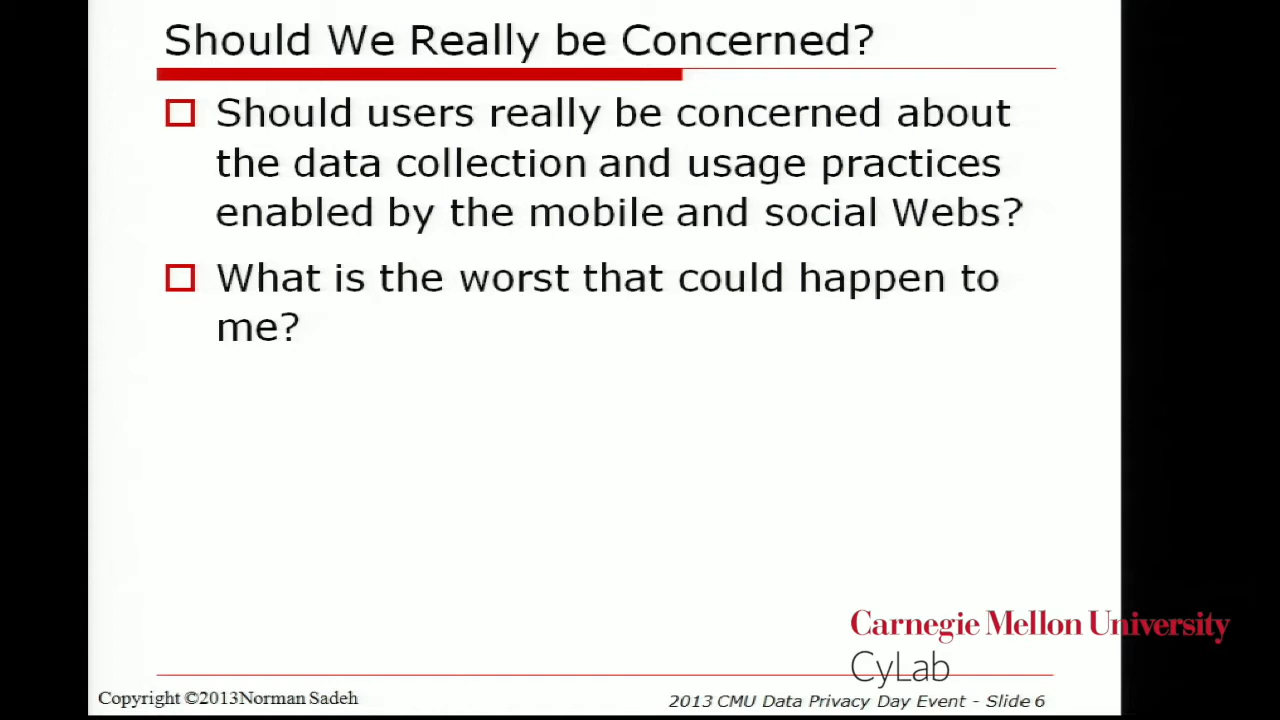 Should We Really be Concerned?
Should users really be concerned about
the data collection and usage practices
enabled by the mobile and social Webs?
What is the worst that could happen to
me?
Carnegie Mellon University
CyLab
Copyright ©2013Norman Sadeh
2013 CMU Data Privacy Day Event - Slide 6